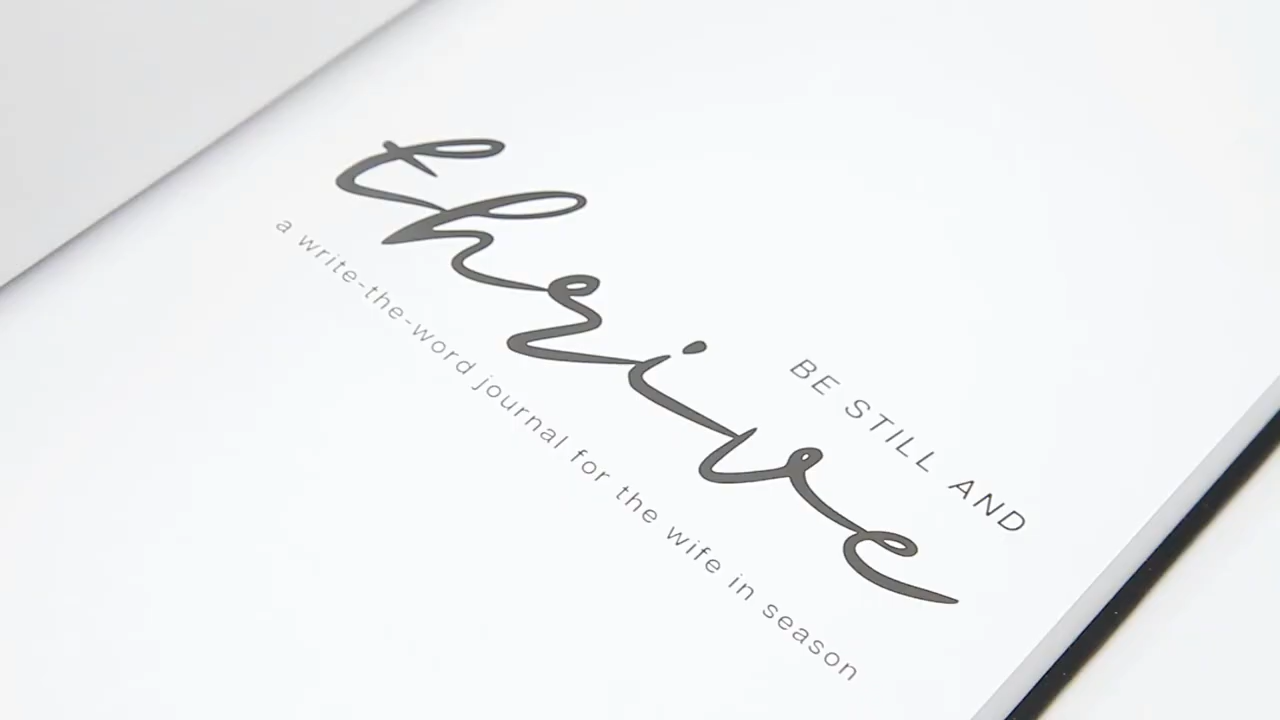 BE STILL AND
thrive
a write-the-word journal for the wife in season